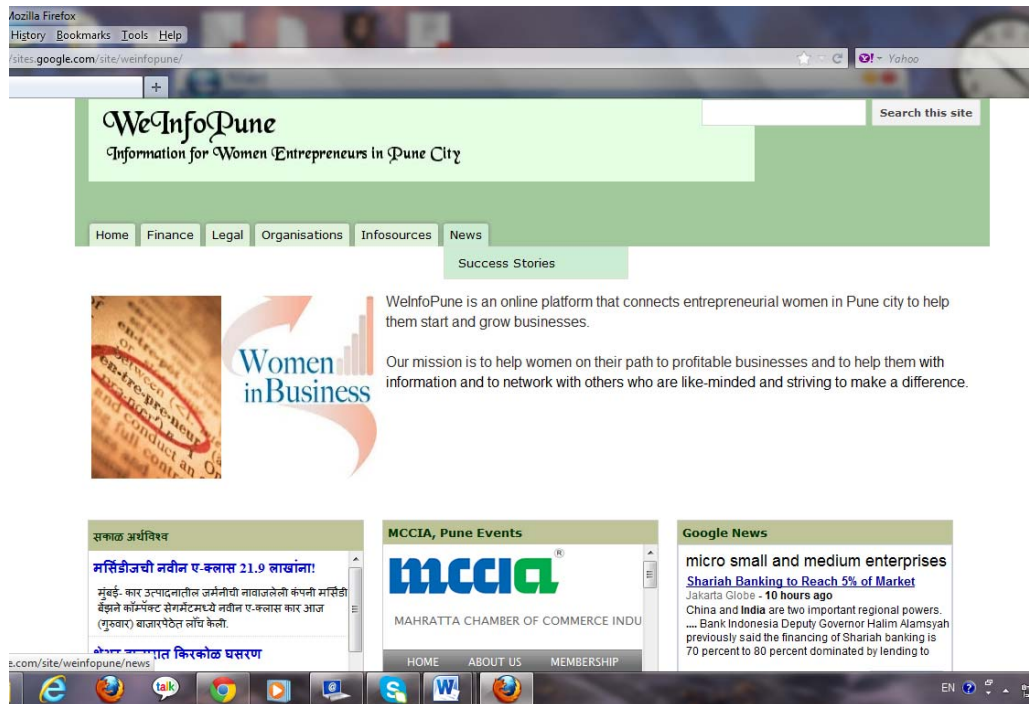 Mozilla Firefox
History Bookmarks Tools Help
/sites.google.com/site/weinfopune/
Yahoo
WeInfoPune
Search this site
Information for Women Entrepreneurs in Pune City
Home Finance Legal Organisations Infosources News
Success Stories
en·tre·pre·neur
conduct an
Women
in Business
WeInfoPune is an online platform that connects entrepreneurial women in Pune city to help
them start and grow businesses.
Our mission is to help women on their path to profitable businesses and to help them with
information and to network with others who are like-minded and striving to make a difference.
सकाळ अर्थविश्व
मर्सिडीजची नवीन ए-क्लास 21.9 लाखांना!
मुंबई- कार उत्पादनातील जर्मनीची नावाजलेली कंपनी मर्सिडी
बेंझने कॉम्पॅक्ट सेगमेंटमध्ये नवीन ए-क्लास कार आज
(गुरुवार) बाजारपेठेत लाँच केली.
किरकोळ घसरण
MCCIA, Pune Events
mccia ®
MAHRATTA CHAMBER OF COMMERCE INDU
HOME ABOUT US MEMBERSHIP
Google News
micro small and medium enterprises
Shariah Banking to Reach 5% of Market
Jakarta Globe - 10 hours ago
China and India are two important regional powers.
.... Bank Indonesia Deputy Governor Halim Alamsyah
previously said the financing of Shariah banking is
70 percent to 80 percent dominated by lending to
e.com/site/weinfopune/news
talk
EN